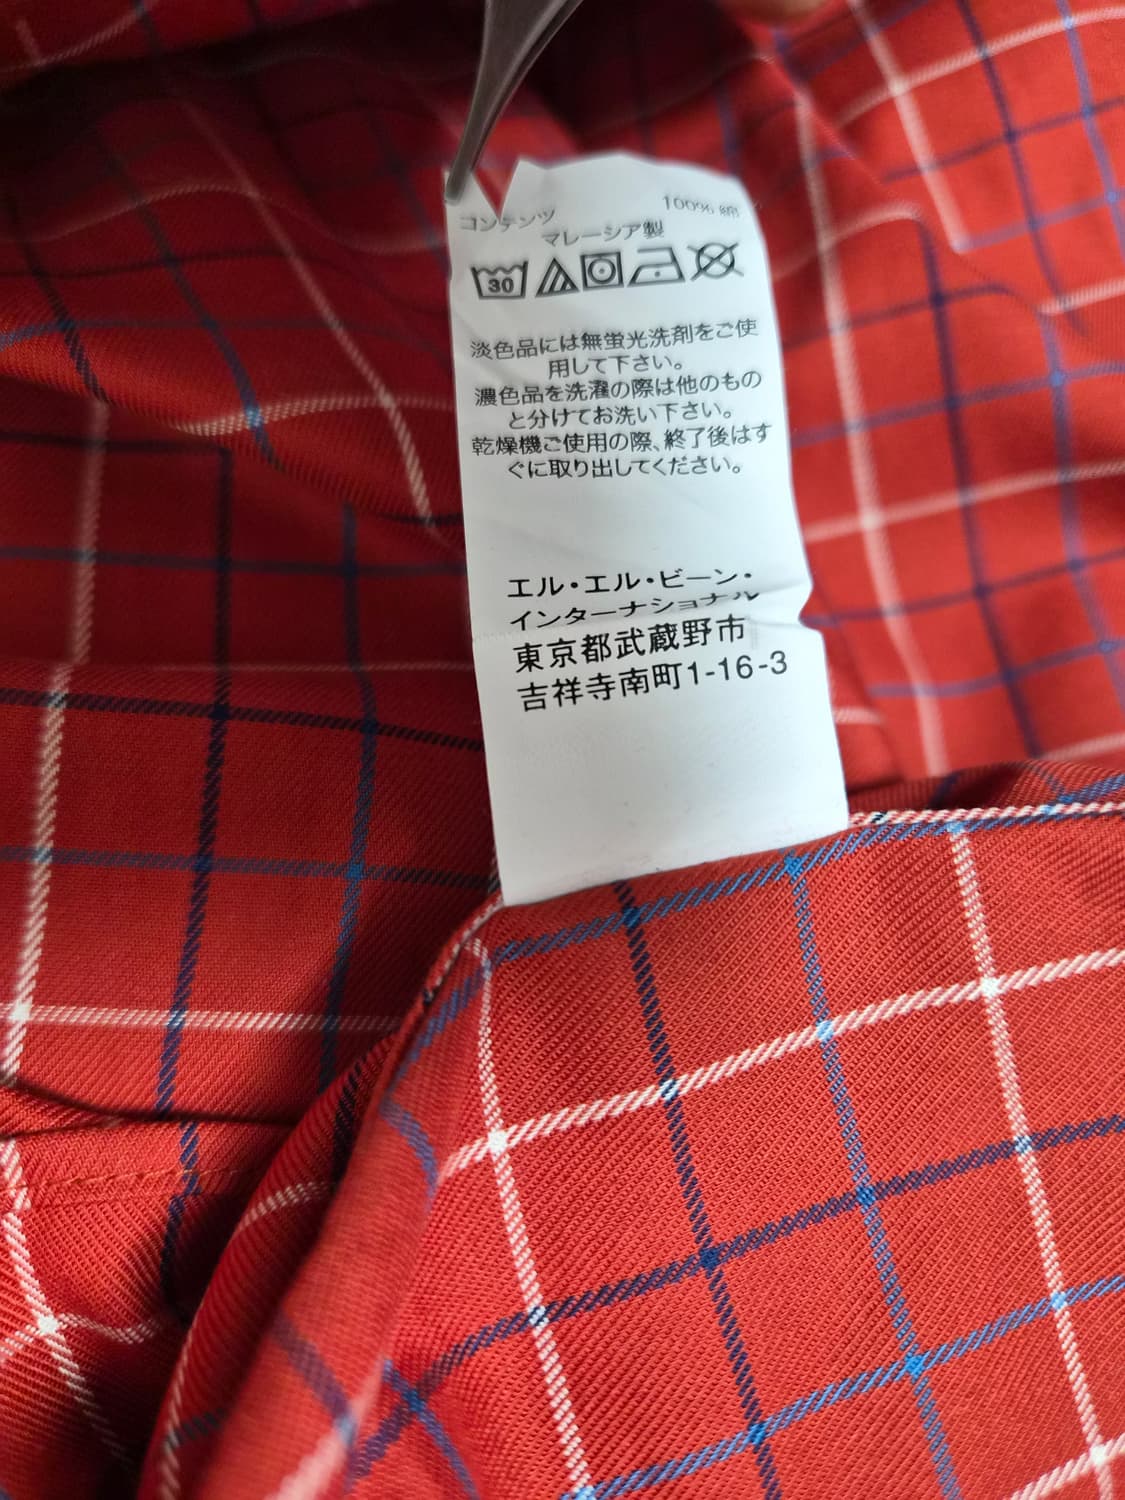 コンテンツ 100% 綿
マレーシア製
30
淡色品には無蛍光洗剤をご使
用して下さい。
濃色品を洗濯の際は他のもの
と分けてお洗い下さい。
乾燥機ご使用の際、終了後はす
ぐに取り出してください。
エル・エル・ビーン・
インターナショナル
東京都武蔵野市
吉祥寺南町1-16-3